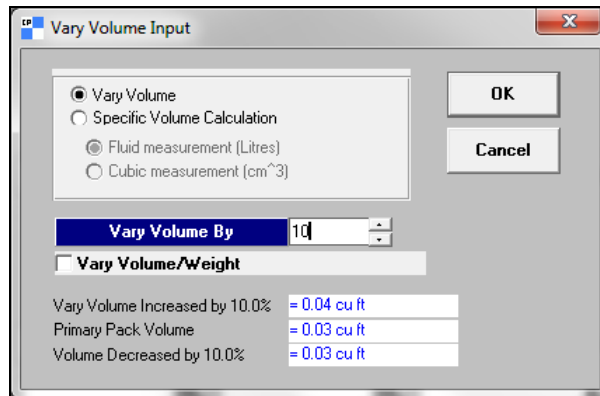 CP Vary Volume Input
x
Vary Volume
Specific Volume Calculation
Fluid measurement (Litres)
Cubic measurement (cm^3)
OK
Cancel
Vary Volume By 10
Vary Volume/Weight
Vary Volume Increased by 10.0% = 0.04 cu ft
Primary Pack Volume = 0.03 cu ft
Volume Decreased by 10.0% = 0.03 cu ft